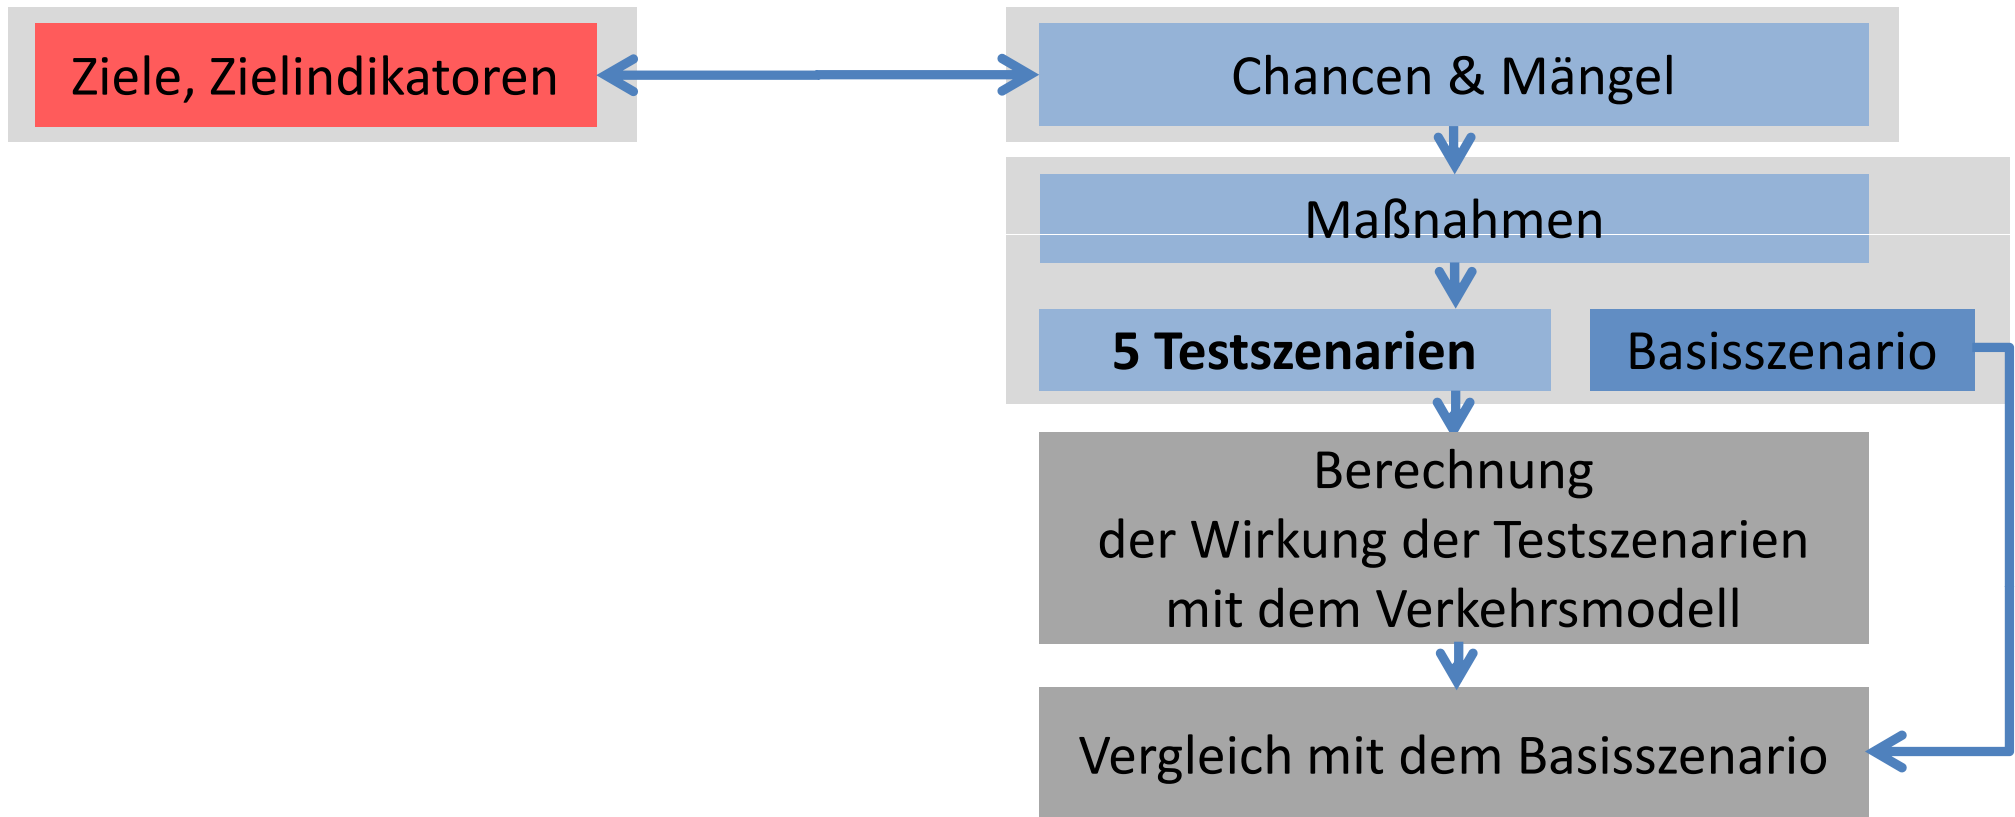 Ziele, Zielindikatoren
Chancen & Mängel
Maßnahmen
5 Testszenarien
Basisszenario
Berechnung
der Wirkung der Testszenarien
mit dem Verkehrsmodell
Vergleich mit dem Basisszenario